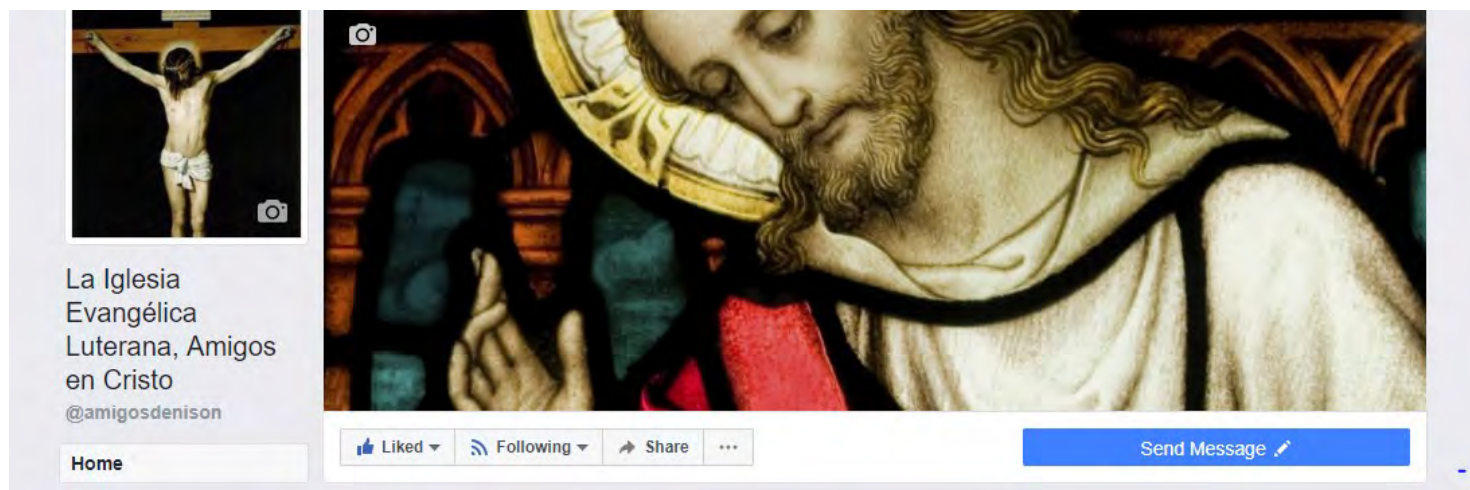 La Iglesia
Evangélica
Luterana, Amigos
en Cristo
@amigosdenison
Home
Liked
Following
Share
Send Message